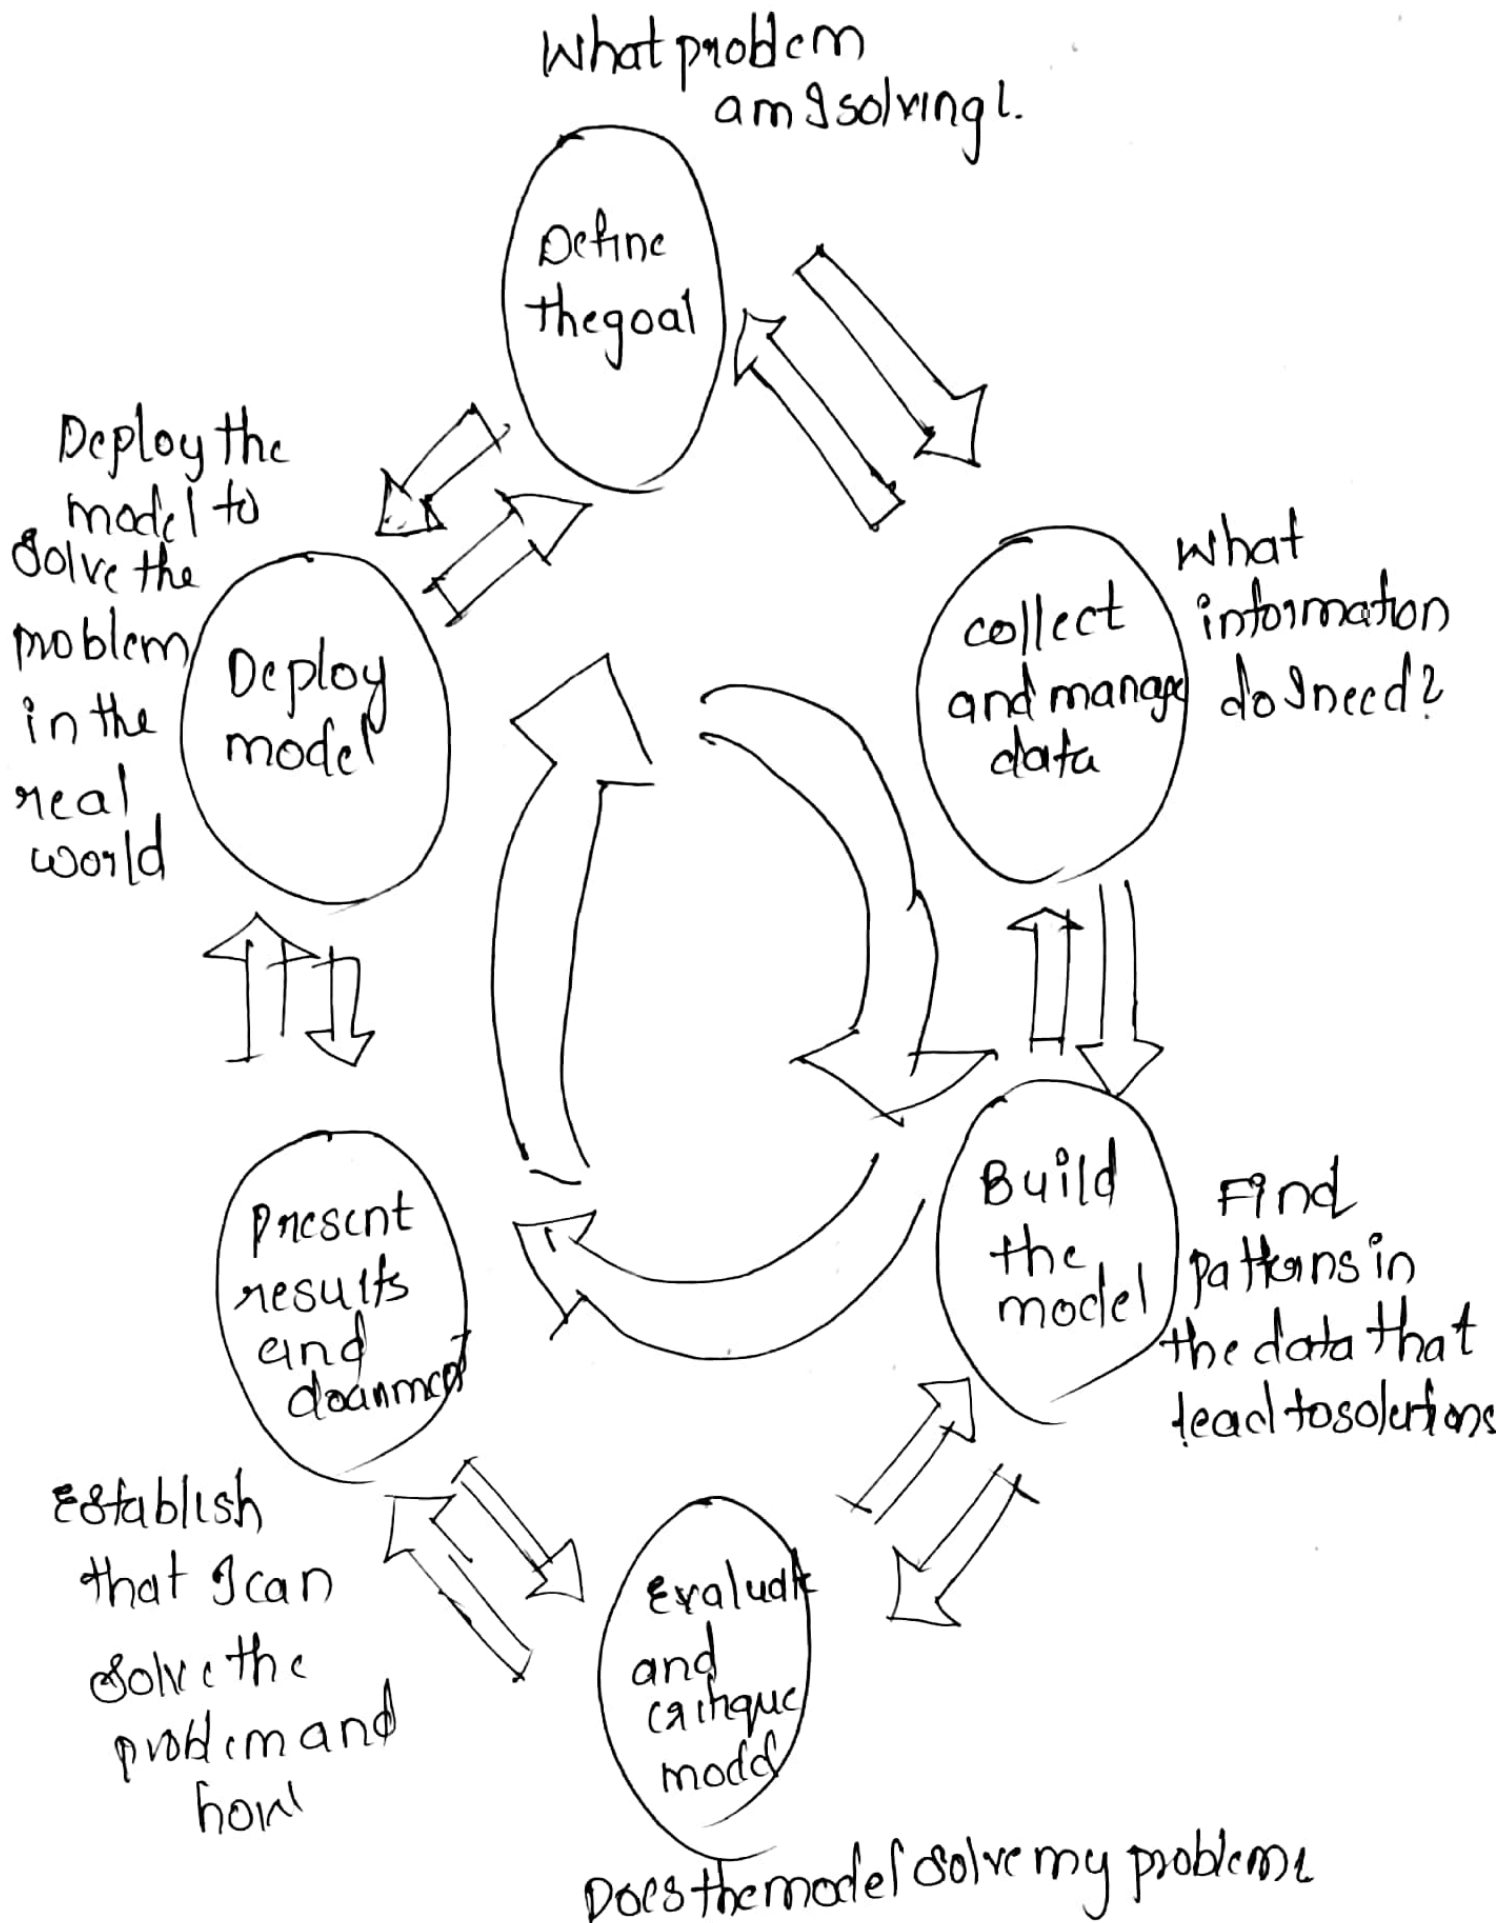 What problem
am I solving?
Define
the goal
Deploy the
model to
solve the
problem
in the
real
world
Deploy
model
collect
and manage
data
What
information
do I need?
Build
the
model
Find
patterns in
the data that
lead to solutions
Present
results
and
document
Establish
that I can
solve the
problem and
how
Evaluate
and
critique
model
Does the model solve my problem?